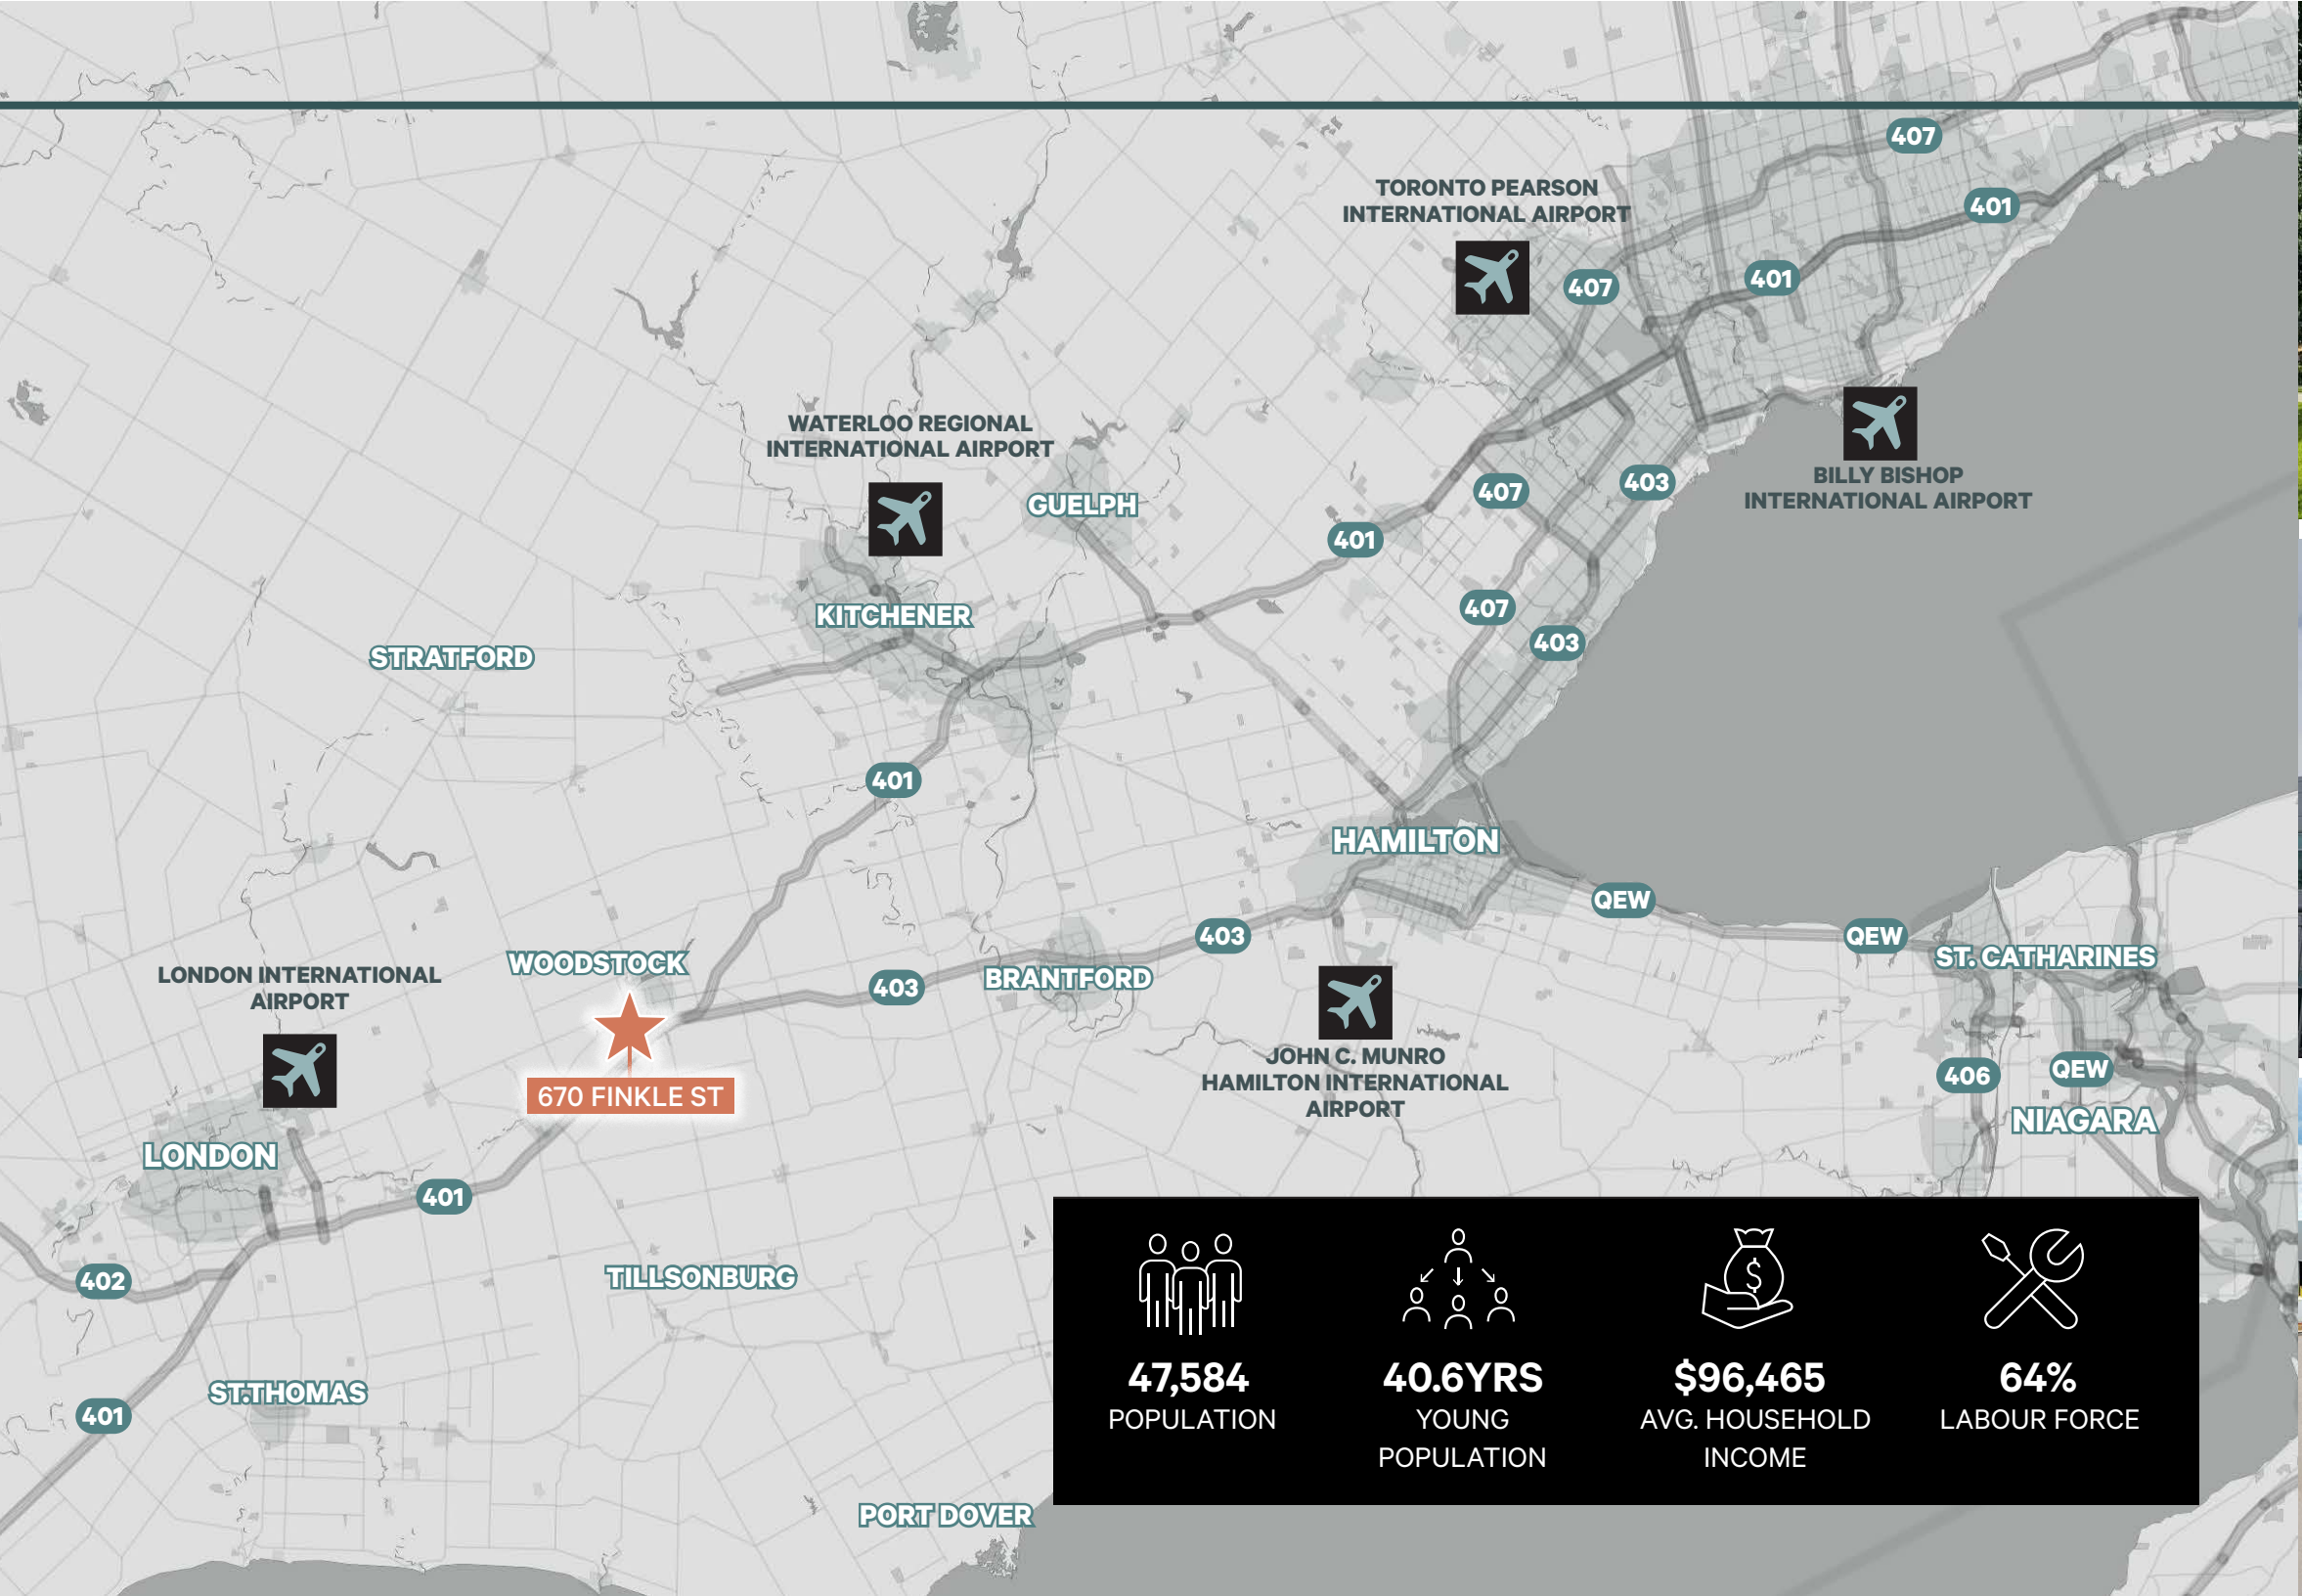 407
TORONTO PEARSON
INTERNATIONAL AIRPORT
401
407
401
WATERLOO REGIONAL
INTERNATIONAL AIRPORT
GUELPH
407
403
BILLY BISHOP
INTERNATIONAL AIRPORT
401
KITCHENER
407
403
STRATFORD
401
HAMILTON
QEW
403
QEW
WOODSTOCK
ST. CATHARINES
LONDON INTERNATIONAL
AIRPORT
403
BRANTFORD
JOHN C. MUNRO
HAMILTON INTERNATIONAL
AIRPORT
406
QEW
670 FINKLE ST
NIAGARA
LONDON
401
402
TILLSONBURG
ST.THOMAS
401
PORT DOVER
47,584
POPULATION
40.6YRS
YOUNG
POPULATION
$96,465
AVG. HOUSEHOLD
INCOME
64%
LABOUR FORCE